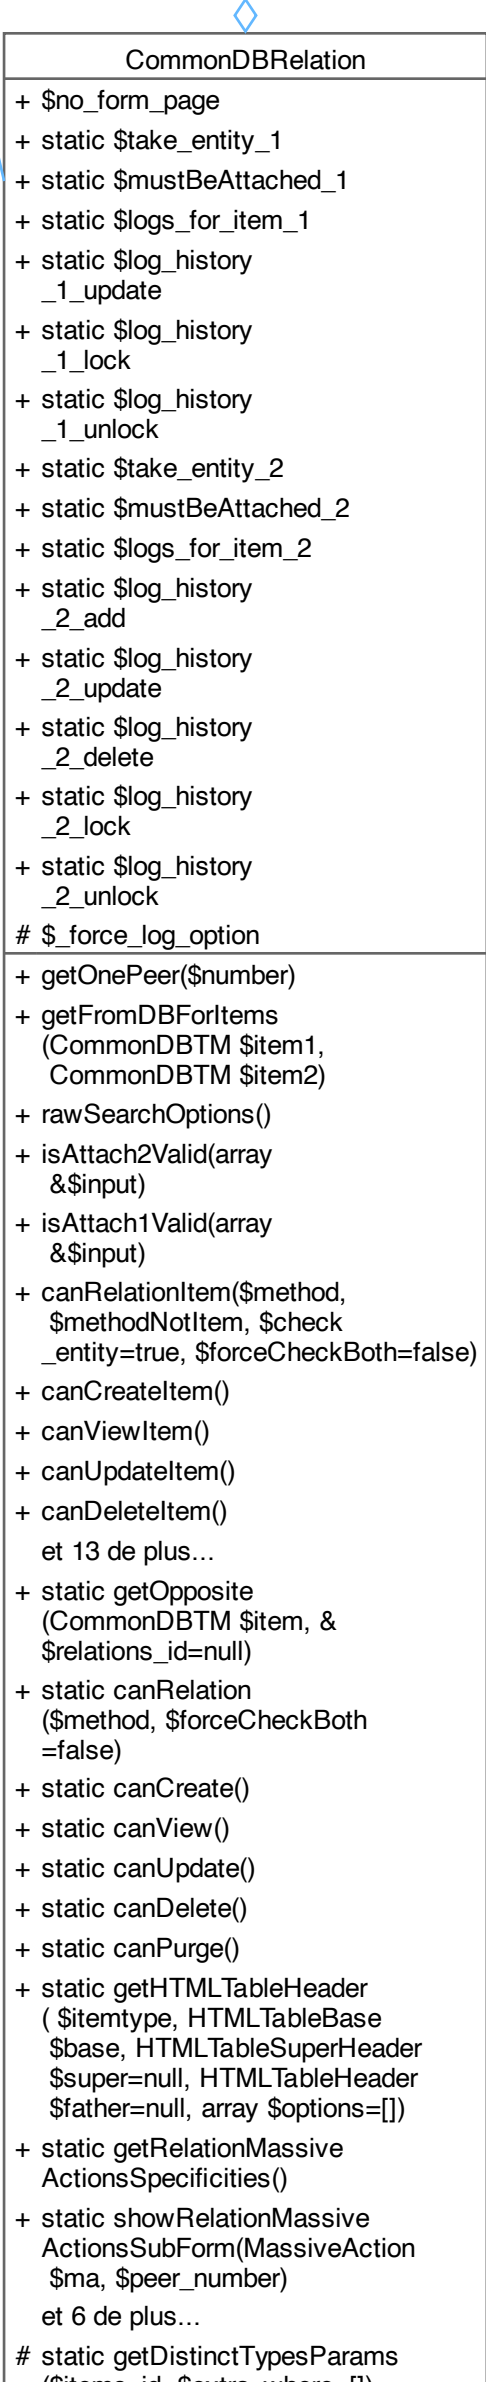 CommonDBRelation
+ $no_form_page
+ static $take_entity_1
+ static $mustBeAttached_1
+ static $logs_for_item_1
+ static $log_history
_1_update
+ static $log_history
_1_lock
+ static $log_history
_1_unlock
+ static $take_entity_2
+ static $mustBeAttached_2
+ static $logs_for_item_2
+ static $log_history
_2_add
+ static $log_history
_2_update
+ static $log_history
_2_delete
+ static $log_history
_2_lock
+ static $log_history
_2_unlock
# $_force_log_option
+ getOnePeer($number)
+ getFromDBForItems
(CommonDBTM $item1,
CommonDBTM $item2)
+ rawSearchOptions()
+ isAttach2Valid(array
&$input)
+ isAttach1Valid(array
&$input)
+ canRelationItem($method,
$methodNotItem, $check
_entity=true, $forceCheckBoth=false)
+ canCreateItem()
+ canViewItem()
+ canUpdateItem()
+ canDeleteItem()
et 13 de plus...
+ static getOpposite
(CommonDBTM $item, &
$relations_id=null)
+ static canRelation
($method, $forceCheckBoth
=false)
+ static canCreate()
+ static canView()
+ static canUpdate()
+ static canDelete()
+ static canPurge()
+ static getHTMLTableHeader
( $itemtype, HTMLTableBase
$base, HTMLTableSuperHeader
$super=null, HTMLTableHeader
$father=null, array $options=[])
+ static getRelationMassive
ActionsSpecificities()
+ static showRelationMassive
ActionsSubForm(MassiveAction
$ma, $peer_number)
et 6 de plus...
# static getDistinctTypesParams